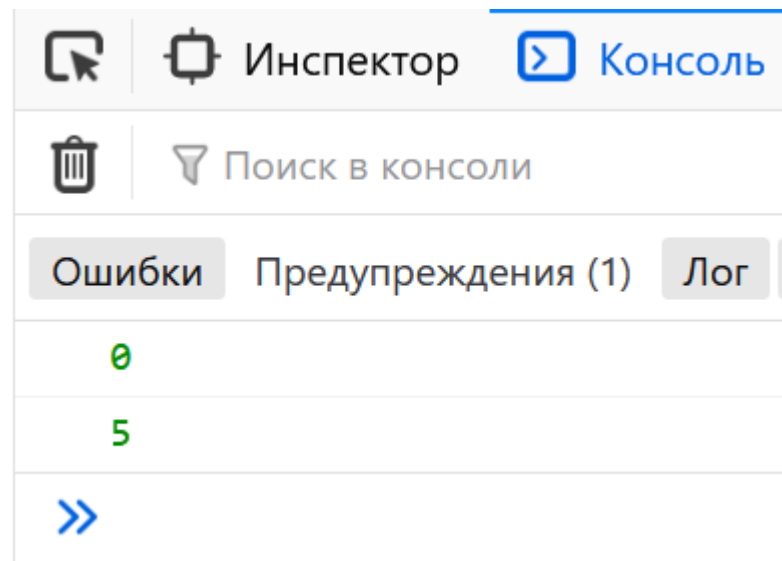 Инспектор Консоль
Поиск в консоли
Ошибки Предупреждения (1) Лог
0
5